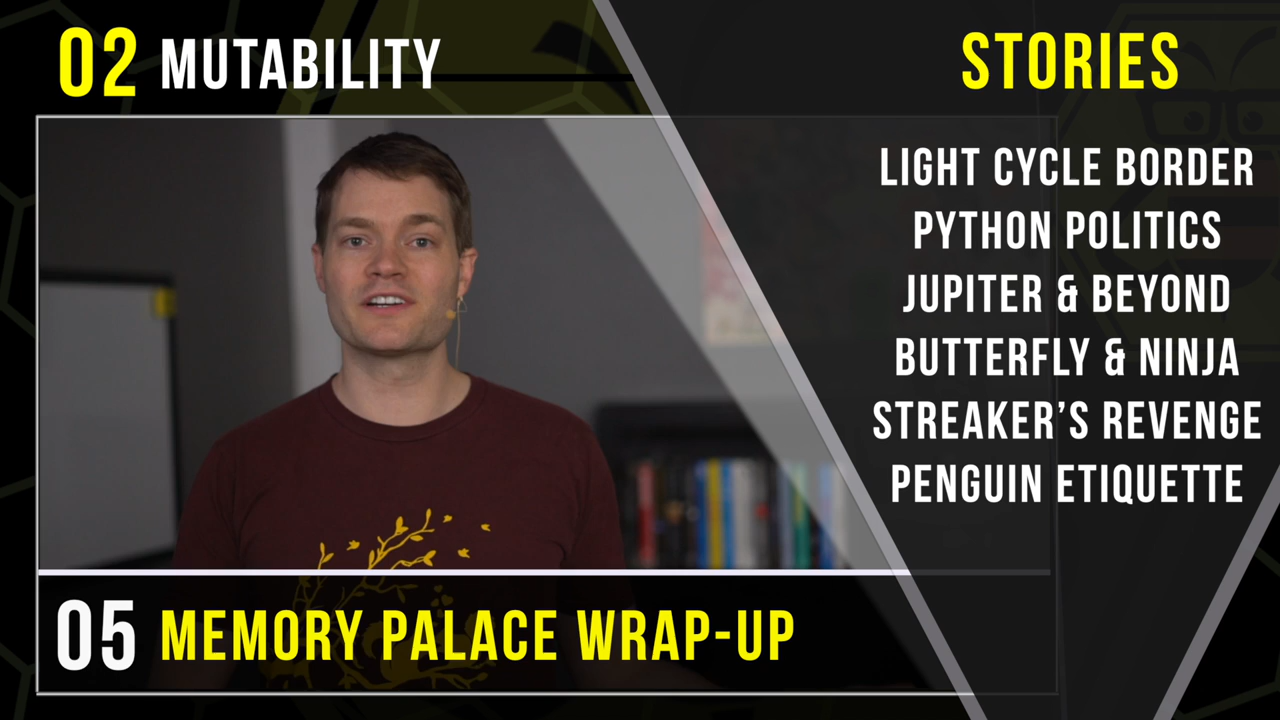 02 MUTABILITY
STORIES
LIGHT CYCLE BORDER
PYTHON POLITICS
JUPITER & BEYOND
BUTTERFLY & NINJA
STREAKER'S REVENGE
PENGUIN ETIQUETTE
05 MEMORY PALACE WRAP-UP